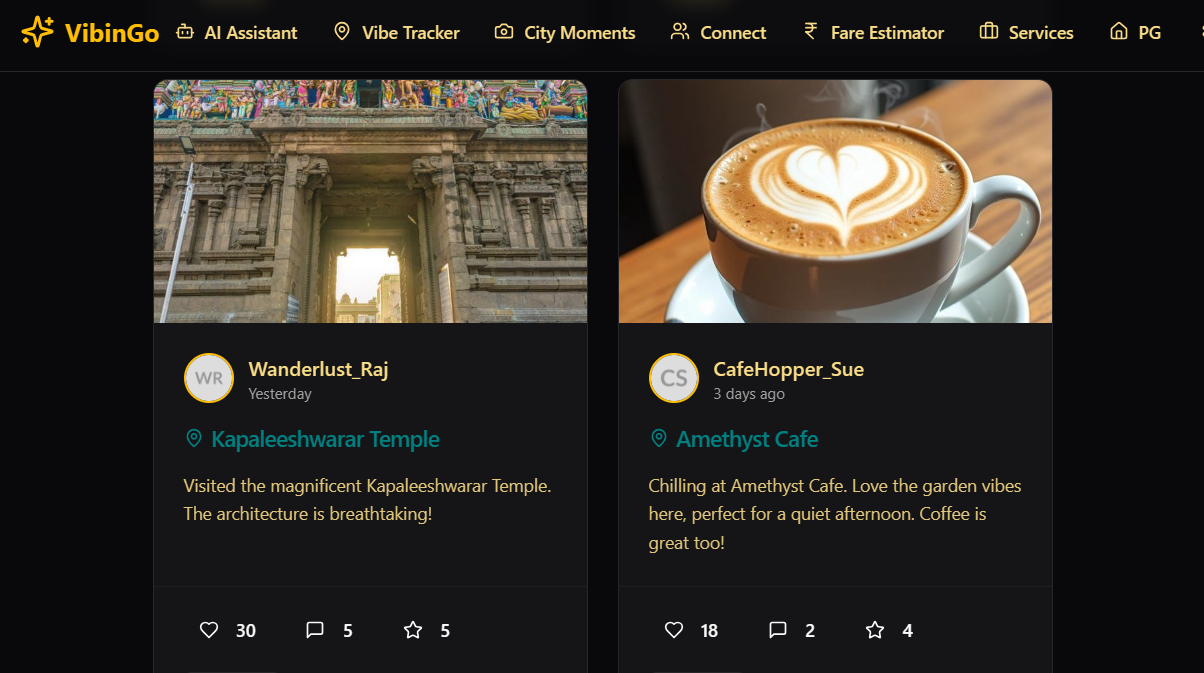 VibinGo AI Assistant Vibe Tracker City Moments Connect Fare Estimator Services PG
WR Wanderlust_Raj
Yesterday
Kapaleeshwarar Temple
Visited the magnificent Kapaleeshwarar Temple.
The architecture is breathtaking!
30 5 5
CS CafeHopper_Sue
3 days ago
Amethyst Cafe
Chilling at Amethyst Cafe. Love the garden vibes
here, perfect for a quiet afternoon. Coffee is
great too!
18 2 4